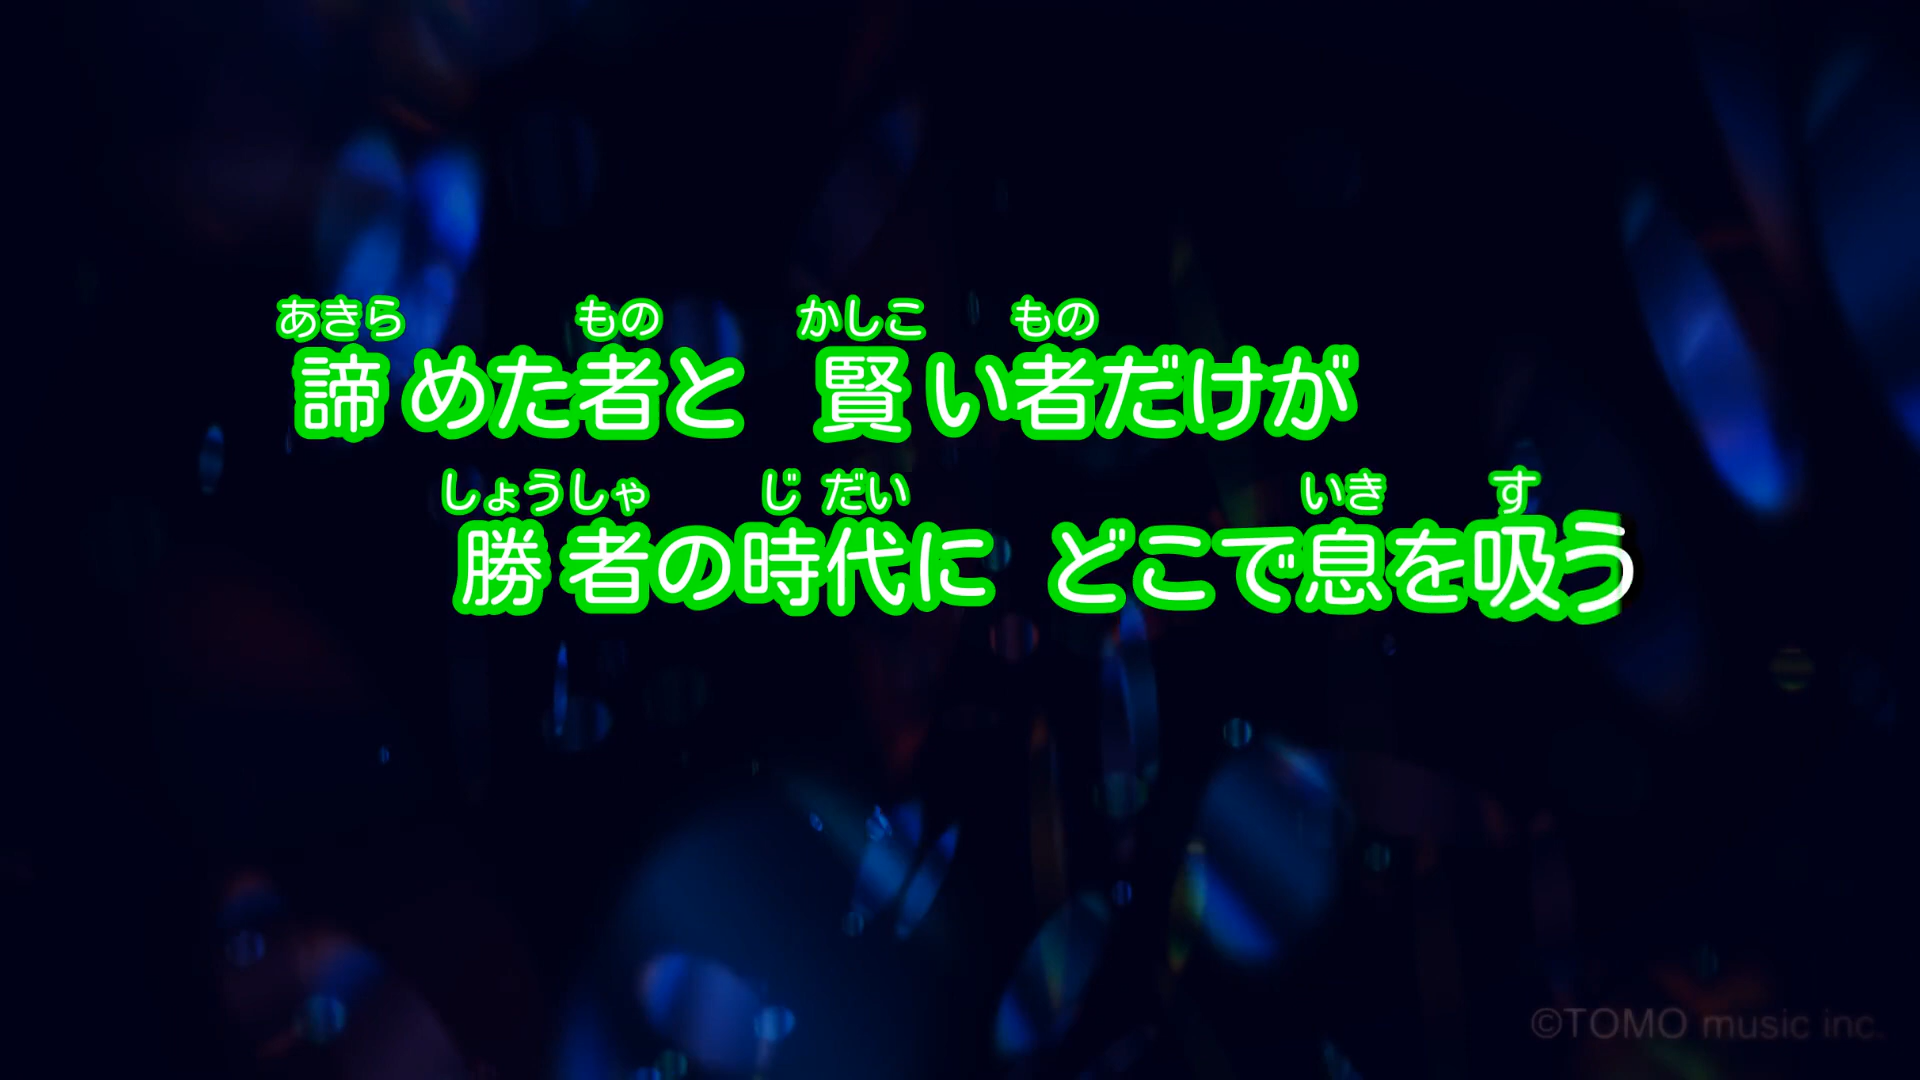 あきら もの かしこ もの
諦めた者と 賢い者だけが
しょうしゃ じ だい いき す
勝者の時代に どこで息を吸う
©TOMO music inc.